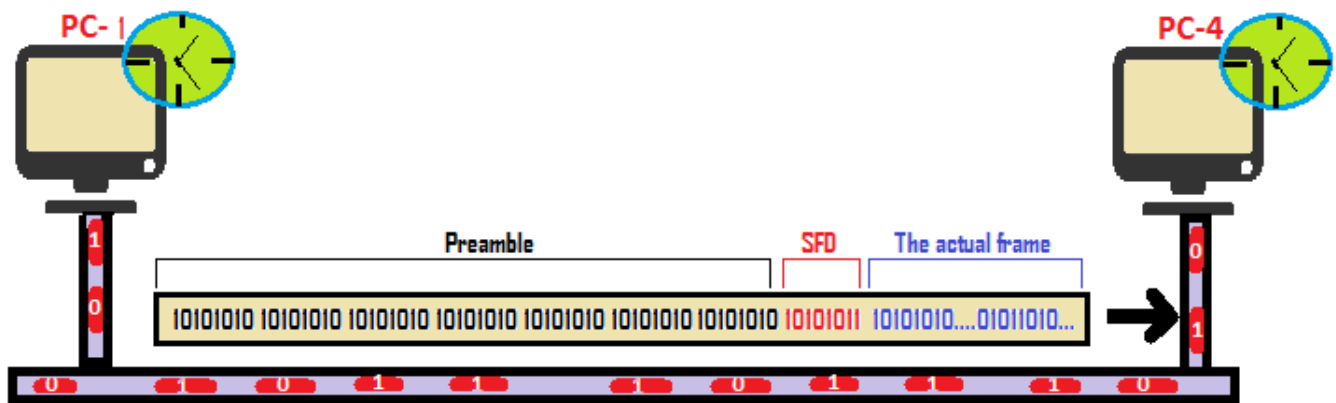 PC- 1
PC-4
Preamble SFD The actual frame
10101010 10101010 10101010 10101010 10101010 10101010 10101010 10101011 10101010....01011010...
1 0
0 1
0 1 0 1 1 1 0 1 1 1 0